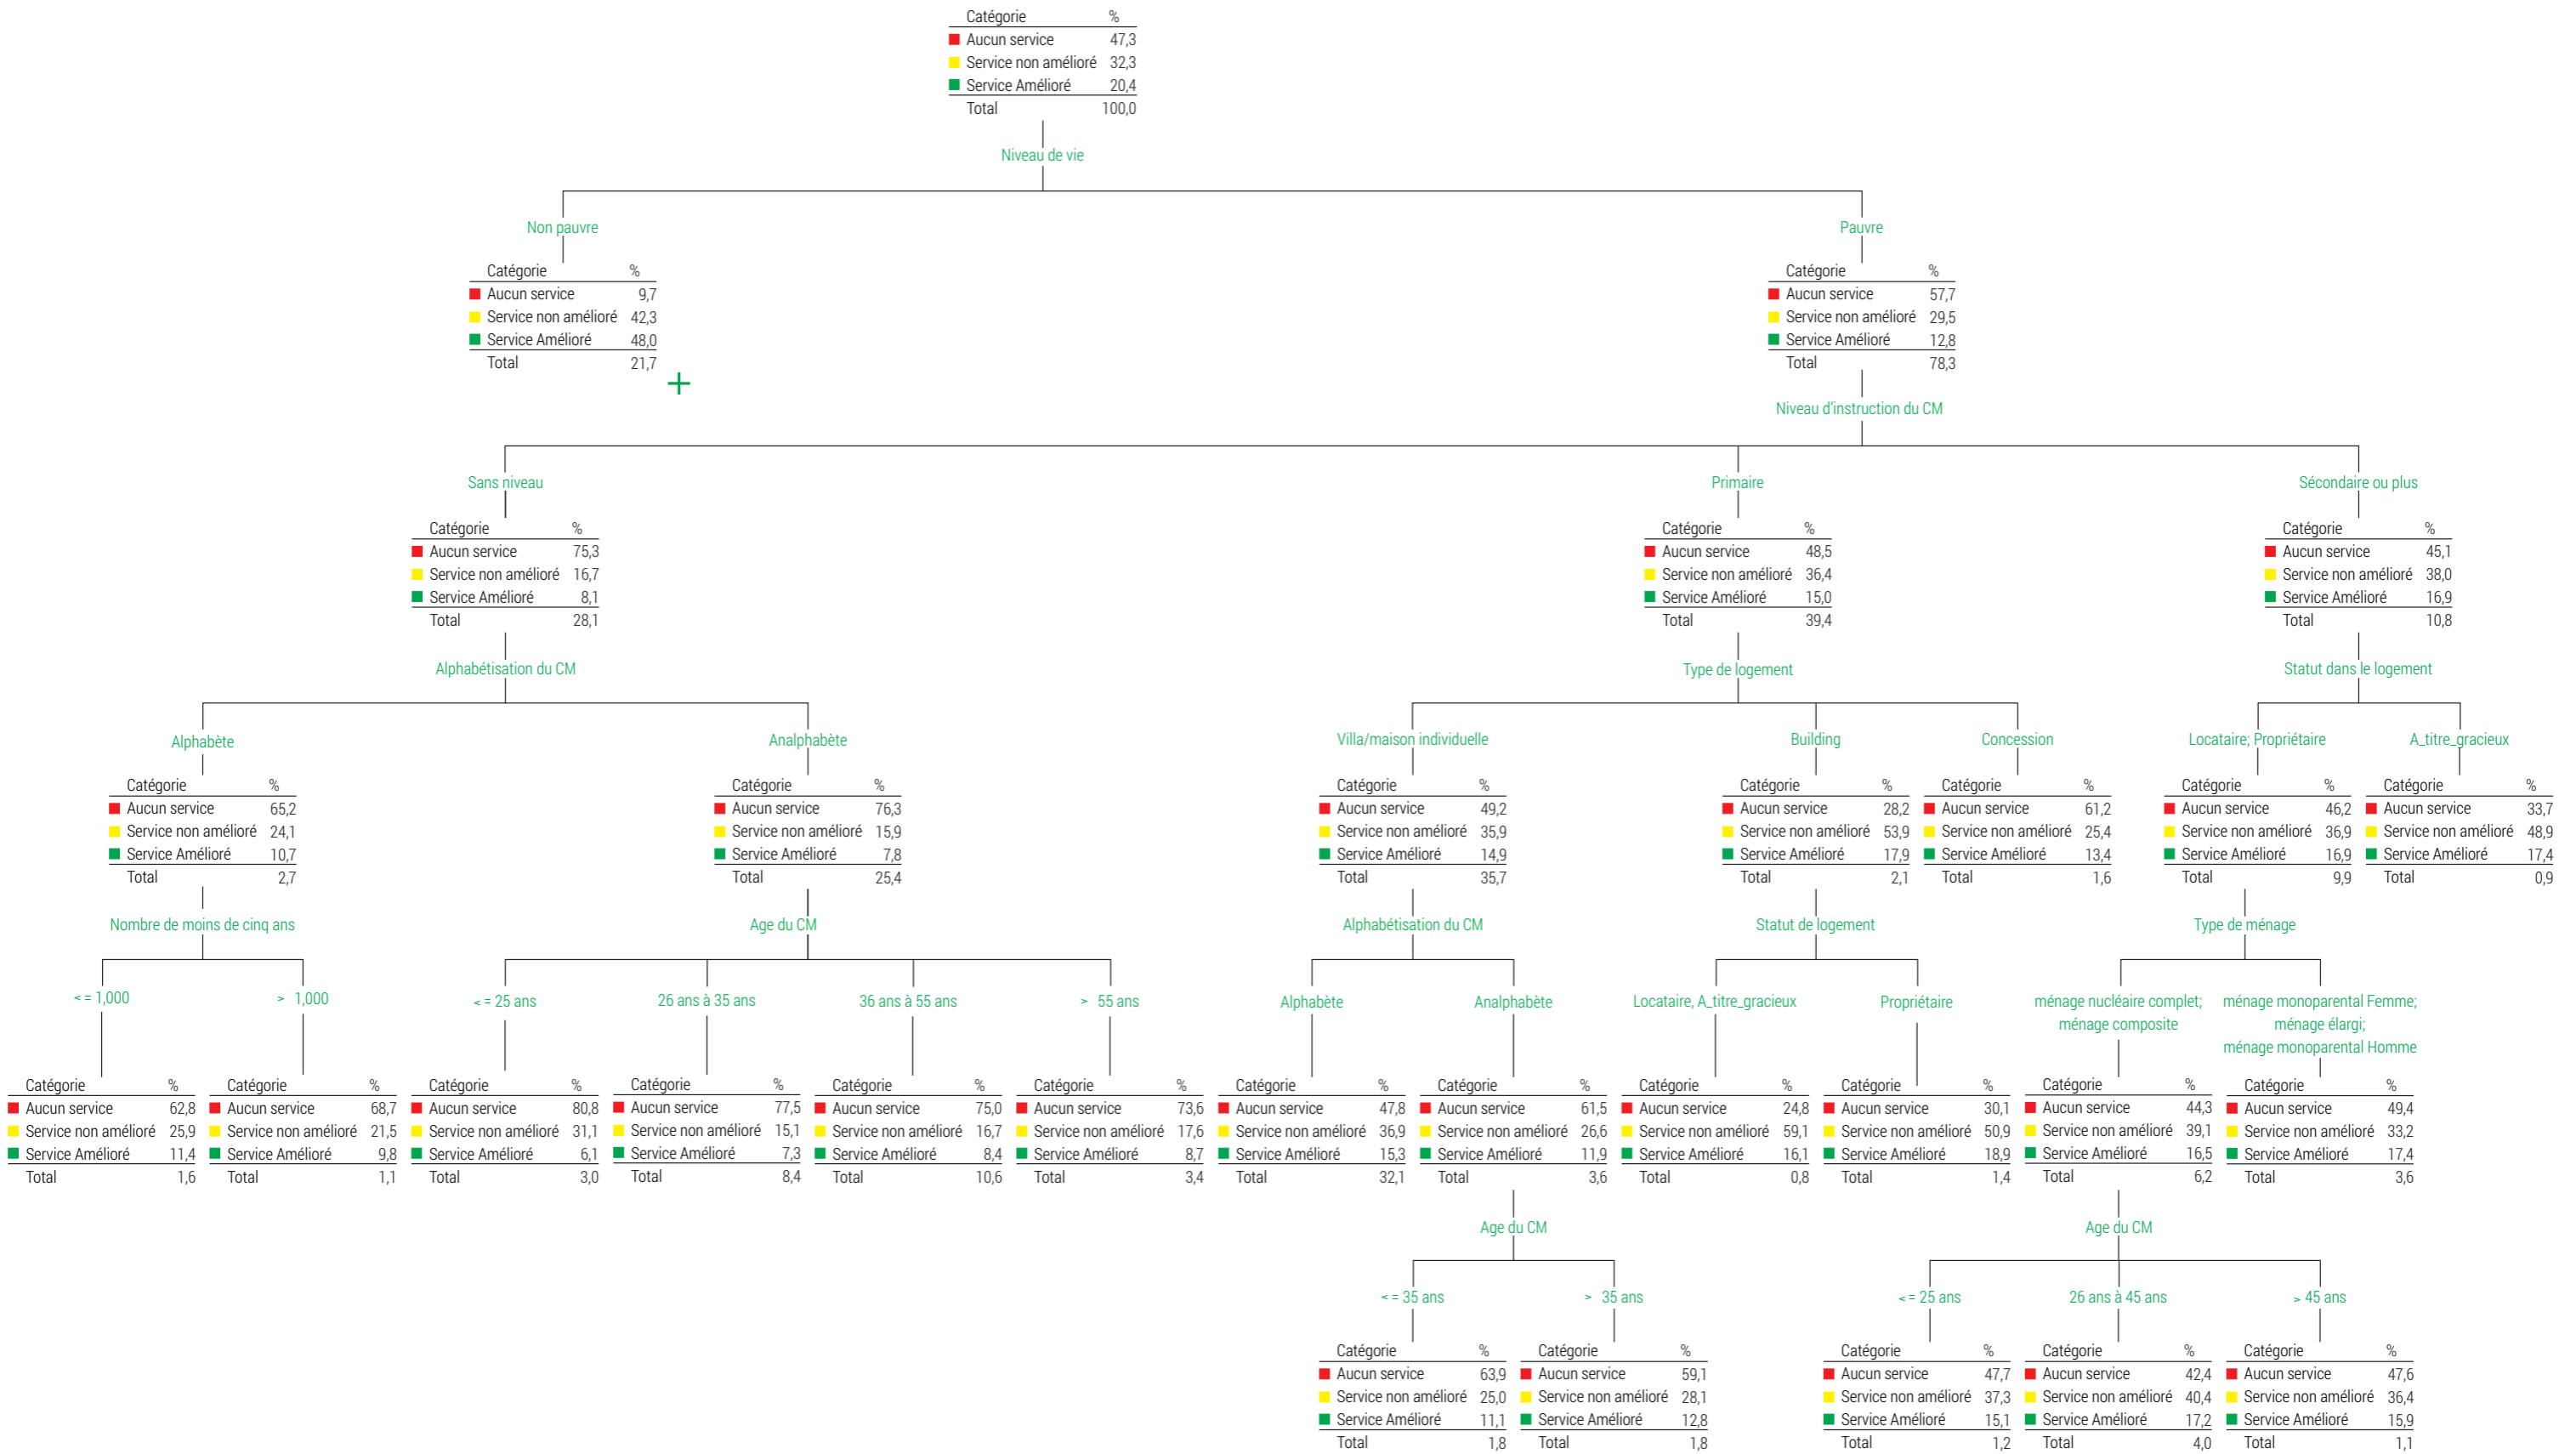 Catégorie %
Aucun service 47,3
Service non amélioré 32,3
Service Amélioré 20,4
Total 100,0
Niveau de vie
Non pauvre
Catégorie %
Aucun service 9,7
Service non amélioré 42,3
Service Amélioré 48,0
Total 21,7
Pauvre
Catégorie %
Aucun service 57,7
Service non amélioré 29,5
Service Amélioré 12,8
Total 78,3
Niveau d'instruction du CM
Sans niveau
Catégorie %
Aucun service 75,3
Service non amélioré 16,7
Service Amélioré 8,1
Total 28,1
Alphabétisation du CM
Primaire
Catégorie %
Aucun service 48,5
Service non amélioré 36,4
Service Amélioré 15,0
Total 39,4
Type de logement
Sécondaire ou plus
Catégorie %
Aucun service 45,1
Service non amélioré 38,0
Service Amélioré 16,9
Total 10,8
Statut dans le logement
Alphabète
Catégorie %
Aucun service 65,2
Service non amélioré 24,1
Service Amélioré 10,7
Total 2,7
Nombre de moins de cinq ans
Analphabète
Catégorie %
Aucun service 76,3
Service non amélioré 15,9
Service Amélioré 7,8
Total 25,4
Age du CM
Villa/maison individuelle
Catégorie %
Aucun service 49,2
Service non amélioré 35,9
Service Amélioré 14,9
Total 35,7
Alphabétisation du CM
Building
Catégorie %
Aucun service 28,2
Service non amélioré 53,9
Service Amélioré 17,9
Total 2,1
Statut de logement
Concession
Catégorie %
Aucun service 61,2
Service non amélioré 25,4
Service Amélioré 13,4
Total 1,6
Locataire; Propriétaire
Catégorie %
Aucun service 46,2
Service non amélioré 36,9
Service Amélioré 16,9
Total 9,9
Type de ménage
A_titre_gracieux
Catégorie %
Aucun service 33,7
Service non amélioré 48,9
Service Amélioré 17,4
Total 0,9
< = 1,000
Catégorie %
Aucun service 62,8
Service non amélioré 25,9
Service Amélioré 11,4
Total 1,6
> 1,000
Catégorie %
Aucun service 68,7
Service non amélioré 21,5
Service Amélioré 9,8
Total 1,1
< = 25 ans
Catégorie %
Aucun service 80,8
Service non amélioré 31,1
Service Amélioré 6,1
Total 3,0
26 ans à 35 ans
Catégorie %
Aucun service 77,5
Service non amélioré 15,1
Service Amélioré 7,3
Total 8,4
36 ans à 55 ans
Catégorie %
Aucun service 75,0
Service non amélioré 16,7
Service Amélioré 8,4
Total 10,6
> 55 ans
Catégorie %
Aucun service 73,6
Service non amélioré 17,6
Service Amélioré 8,7
Total 3,4
Alphabète
Catégorie %
Aucun service 47,8
Service non amélioré 36,9
Service Amélioré 15,3
Total 32,1
Analphabète
Catégorie %
Aucun service 61,5
Service non amélioré 26,6
Service Amélioré 11,9
Total 3,6
Age du CM
Locataire, A_titre_gracieux
Catégorie %
Aucun service 24,8
Service non amélioré 59,1
Service Amélioré 16,1
Total 0,8
Propriétaire
Catégorie %
Aucun service 30,1
Service non amélioré 50,9
Service Amélioré 18,9
Total 1,4
ménage nucléaire complet;
ménage composite
Catégorie %
Aucun service 44,3
Service non amélioré 39,1
Service Amélioré 16,5
Total 6,2
Age du CM
ménage monoparental Femme;
ménage élargi;
ménage monoparental Homme
Catégorie %
Aucun service 49,4
Service non amélioré 33,2
Service Amélioré 17,4
Total 3,6
< = 35 ans
Catégorie %
Aucun service 63,9
Service non amélioré 25,0
Service Amélioré 11,1
Total 1,8
> 35 ans
Catégorie %
Aucun service 59,1
Service non amélioré 28,1
Service Amélioré 12,8
Total 1,8
< = 25 ans
Catégorie %
Aucun service 47,7
Service non amélioré 37,3
Service Amélioré 15,1
Total 1,2
26 ans à 45 ans
Catégorie %
Aucun service 42,4
Service non amélioré 40,4
Service Amélioré 17,2
Total 4,0
> 45 ans
Catégorie %
Aucun service 47,6
Service non amélioré 36,4
Service Amélioré 15,9
Total 1,1